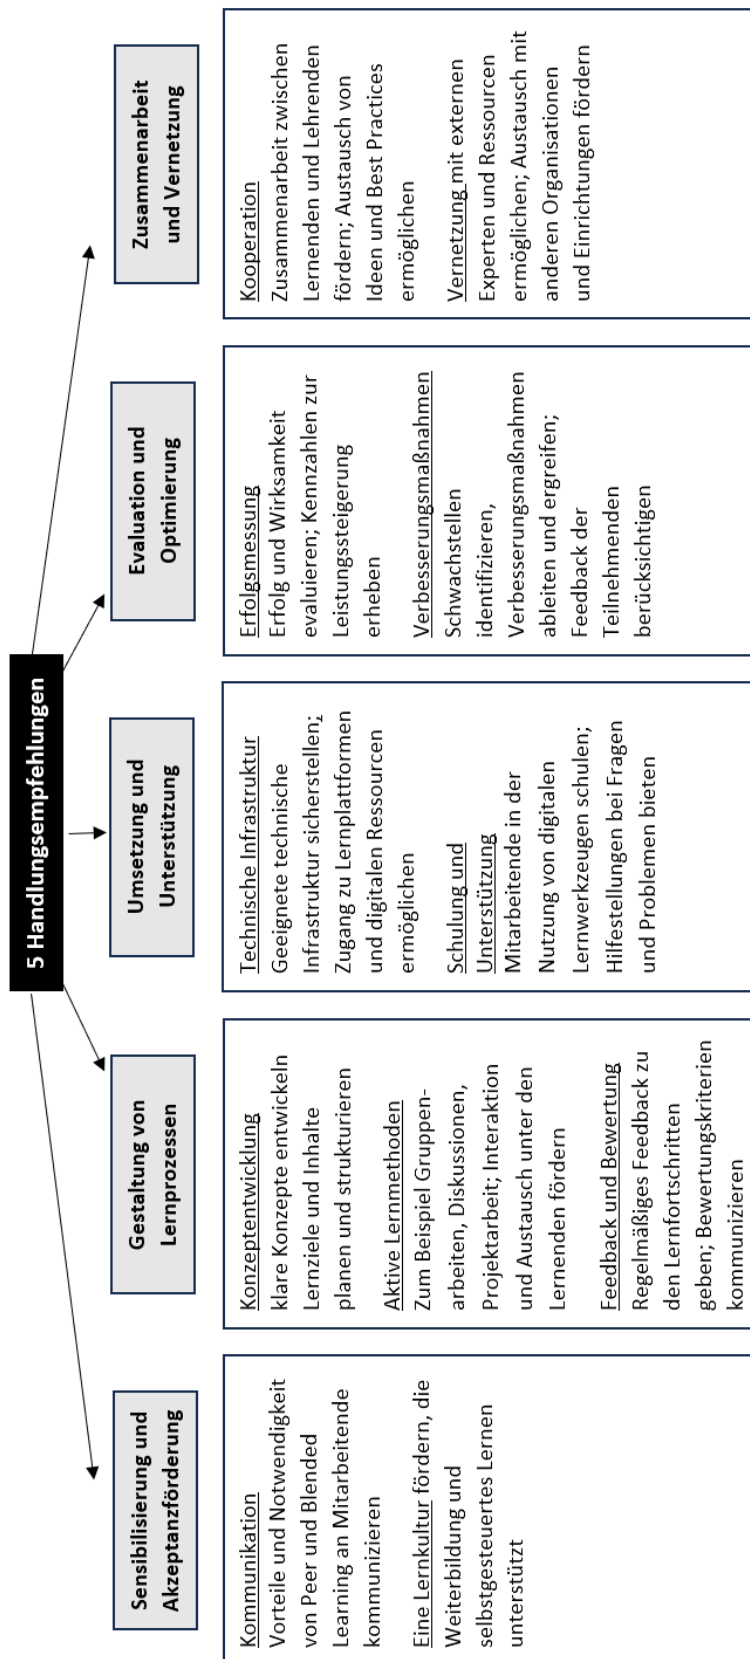 5 Handlungsempfehlungen
Sensibilisierung und
Akzeptanzförderung
Kommunikation
Vorteile und Notwendigkeit
von Peer und Blended
Learning an Mitarbeitende
kommunizieren
Eine Lernkultur fördern, die
Weiterbildung und
selbstgesteuertes Lernen
unterstützt
Gestaltung von
Lernprozessen
Konzeptentwicklung
klare Konzepte entwickeln
Lernziele und Inhalte
planen und strukturieren
Aktive Lernmethoden
Zum Beispiel Gruppen-
arbeiten, Diskussionen,
Projektarbeit; Interaktion
und Austausch unter den
Lernenden fördern
Feedback und Bewertung
Regelmäßiges Feedback zu
den Lernfortschritten
geben; Bewertungskriterien
kommunizieren
Umsetzung und
Unterstützung
Technische Infrastruktur
Geeignete technische
Infrastruktur sicherstellen;
Zugang zu Lernplattformen
und digitalen Ressourcen
ermöglichen
Schulung und
Unterstützung
Mitarbeitende in der
Nutzung von digitalen
Lernwerkzeugen schulen;
Hilfestellungen bei Fragen
und Problemen bieten
Evaluation und
Optimierung
Erfolgsmessung
Erfolg und Wirksamkeit
evaluieren; Kennzahlen zur
Leistungssteigerung
erheben
Verbesserungsmaßnahmen
Schwachstellen
identifizieren,
Verbesserungsmaßnahmen
ableiten und ergreifen;
Feedback der
Teilnehmenden
berücksichtigen
Zusammenarbeit
und Vernetzung
Kooperation
Zusammenarbeit zwischen
Lernenden und Lehrenden
fördern; Austausch von
Ideen und Best Practices
ermöglichen
Vernetzung mit externen
Experten und Ressourcen
ermöglichen; Austausch mit
anderen Organisationen
und Einrichtungen fördern